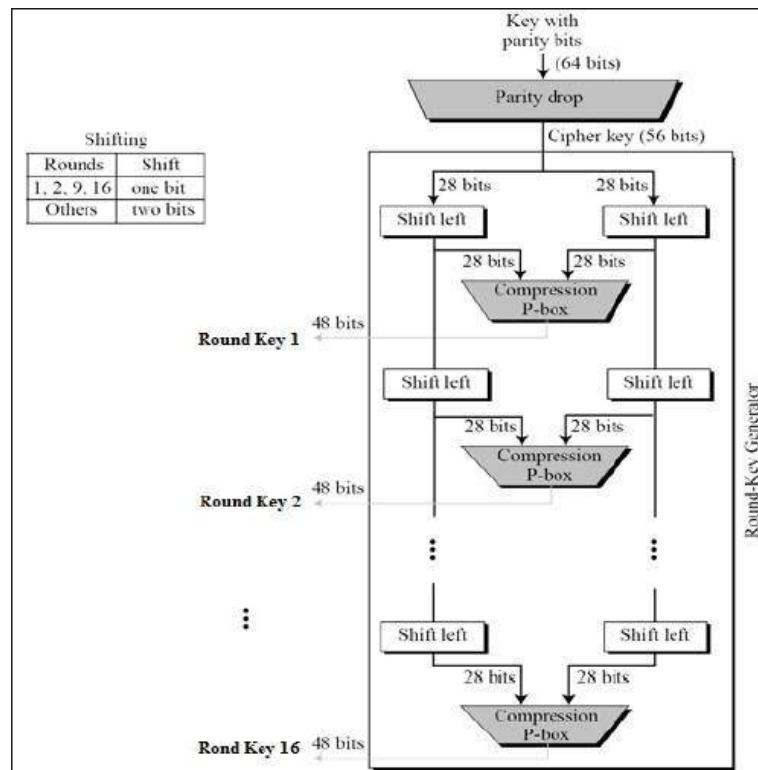 Key with
parity bits
(64 bits)
Parity drop
Cipher key (56 bits)
Shifting
Rounds Shift
1, 2, 9, 16 one bit
Others two bits
28 bits 28 bits
Shift left Shift left
28 bits 28 bits
Compression
P-box
48 bits
Round Key 1
Shift left Shift left
28 bits 28 bits
Compression
P-box
48 bits
Round Key 2
Round-Key Generator
Shift left Shift left
28 bits 28 bits
Compression
P-box
48 bits
Rond Key 16